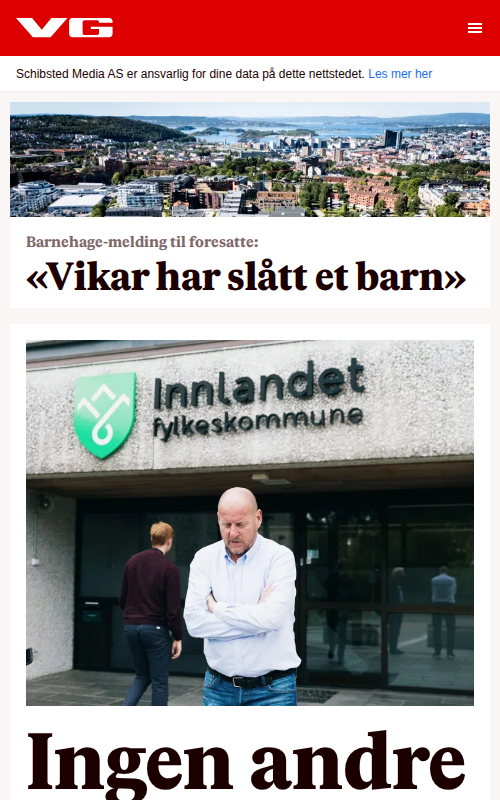 VG
Schibsted Media AS er ansvarlig for dine data på dette nettstedet. Les mer her
Barnehage-melding til foresatte:
«Vikar har slått et barn»
Innlandet
fylkeskommune
Ingen andre